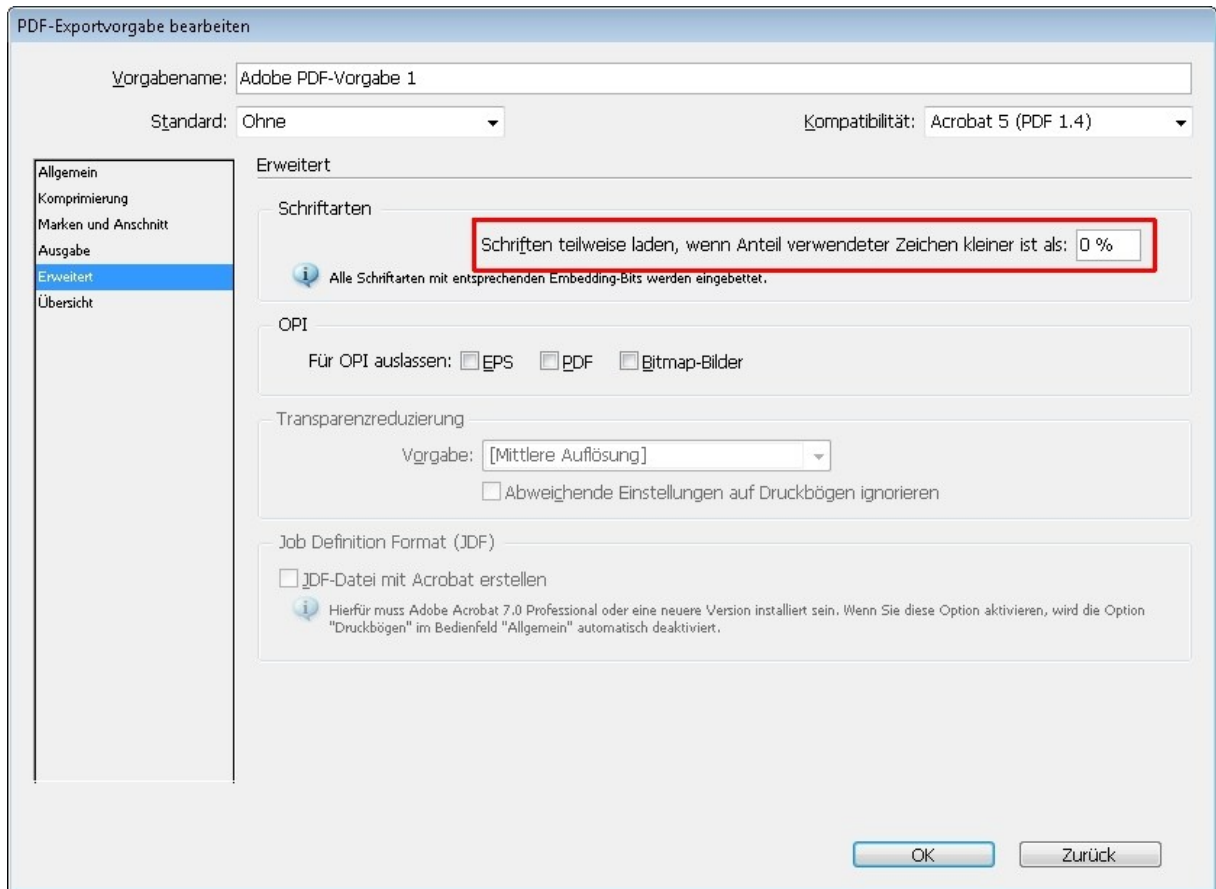 PDF-Exportvorgabe bearbeiten
Vorgabename: Adobe PDF-Vorgabe 1
Standard: Ohne Kompatibilität: Acrobat 5 (PDF 1.4)
Allgemein
Komprimierung
Marken und Anschnitt
Ausgabe
Erweitert
Übersicht
Erweitert
Schriftarten
Schriften teilweise laden, wenn Anteil verwendeter Zeichen kleiner ist als: 0 %
Alle Schriftarten mit entsprechenden Embedding-Bits werden eingebettet.
OPI
Für OPI auslassen: EPS PDF Bitmap-Bilder
Transparenzreduzierung
Vorgabe: [Mittlere Auflösung]
Abweichende Einstellungen auf Druckbögen ignorieren
Job Definition Format (JDF)
JDF-Datei mit Acrobat erstellen
Hierfür muss Adobe Acrobat 7.0 Professional oder eine neuere Version installiert sein. Wenn Sie diese Option aktivieren, wird die Option
"Druckbögen" im Bedienfeld "Allgemein" automatisch deaktiviert.
OK Zurück